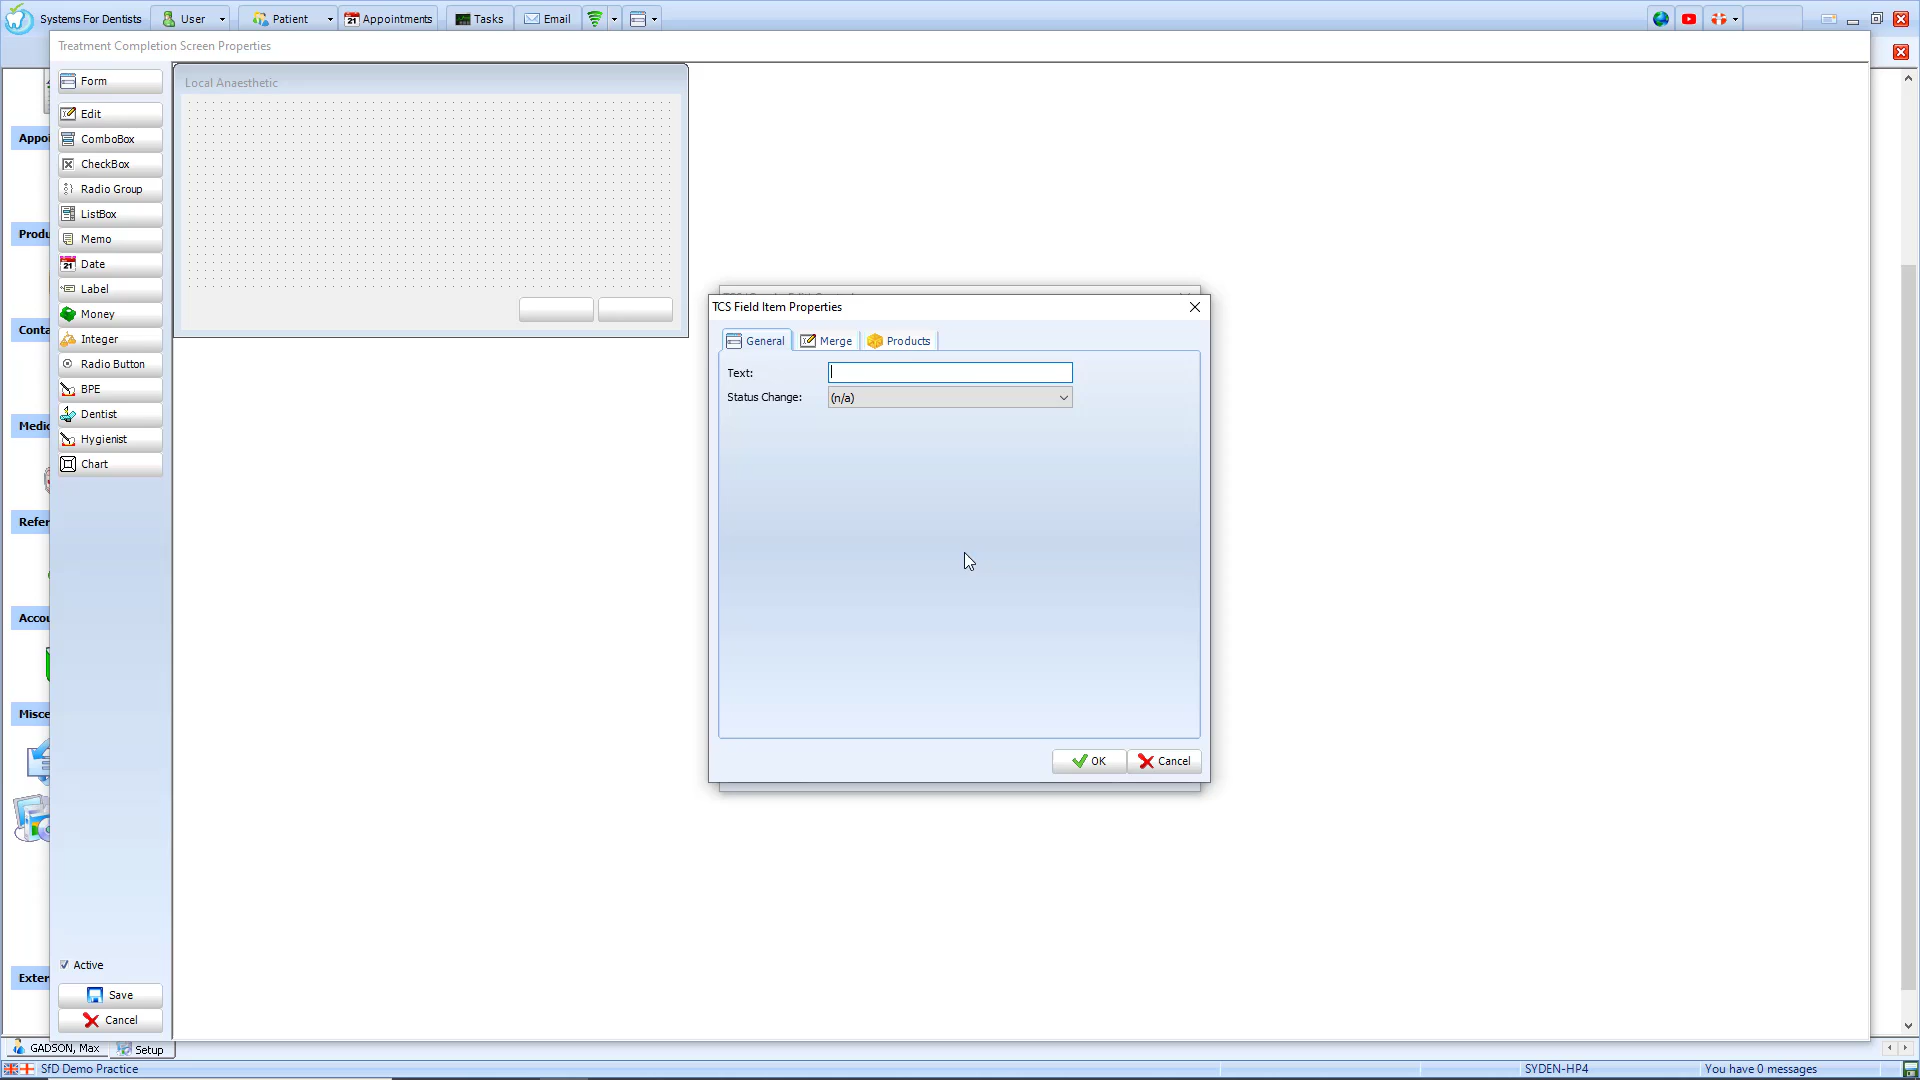 Systems For Dentists
User
Patient
Appointments
Tasks
Email
Treatment Completion Screen Properties
Form
Edit
ComboBox
CheckBox
Radio Group
ListBox
Memo
Date
Label
Money
Integer
Radio Button
BPE
Dentist
Hygienist
Chart
Local Anaesthetic
Appoi
Produ
Conta
Medic
Refer
Accou
Misce
Exter
TCS Field Item Properties
General
Merge
Products
Text:
Status Change:
(n/a)
OK
Cancel
Active
Save
Cancel
GADSON, Max
Setup
SfD Demo Practice
SYDEN-HP4
You have 0 messages